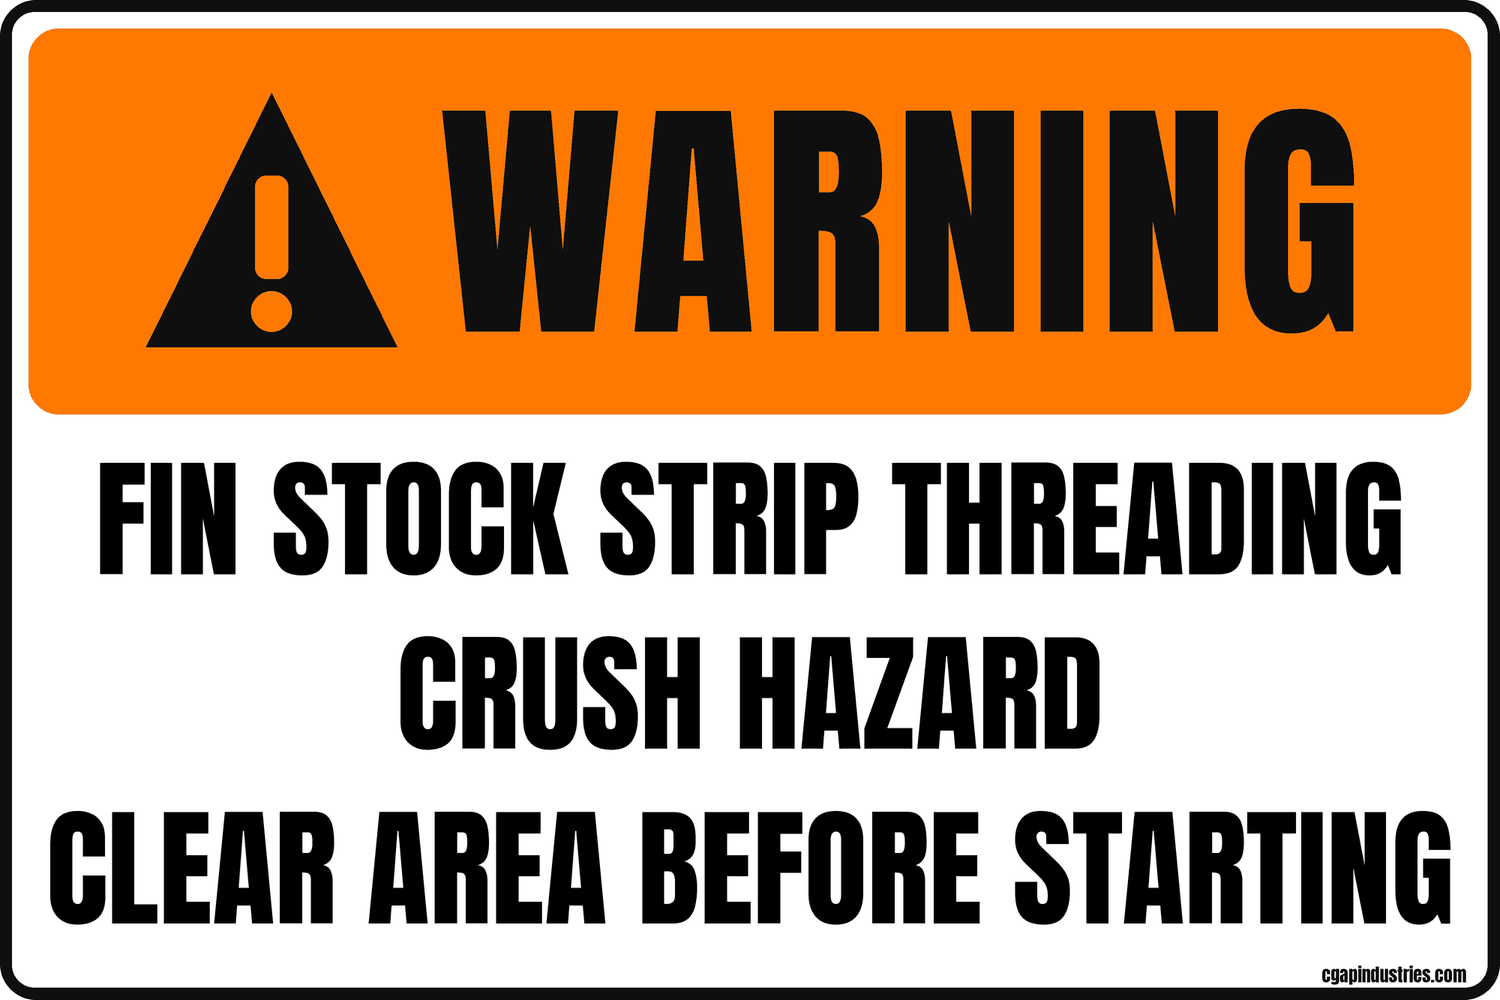 WARNING
FIN STOCK STRIP THREADING
CRUSH HAZARD
CLEAR AREA BEFORE STARTING
cgapindustries.com